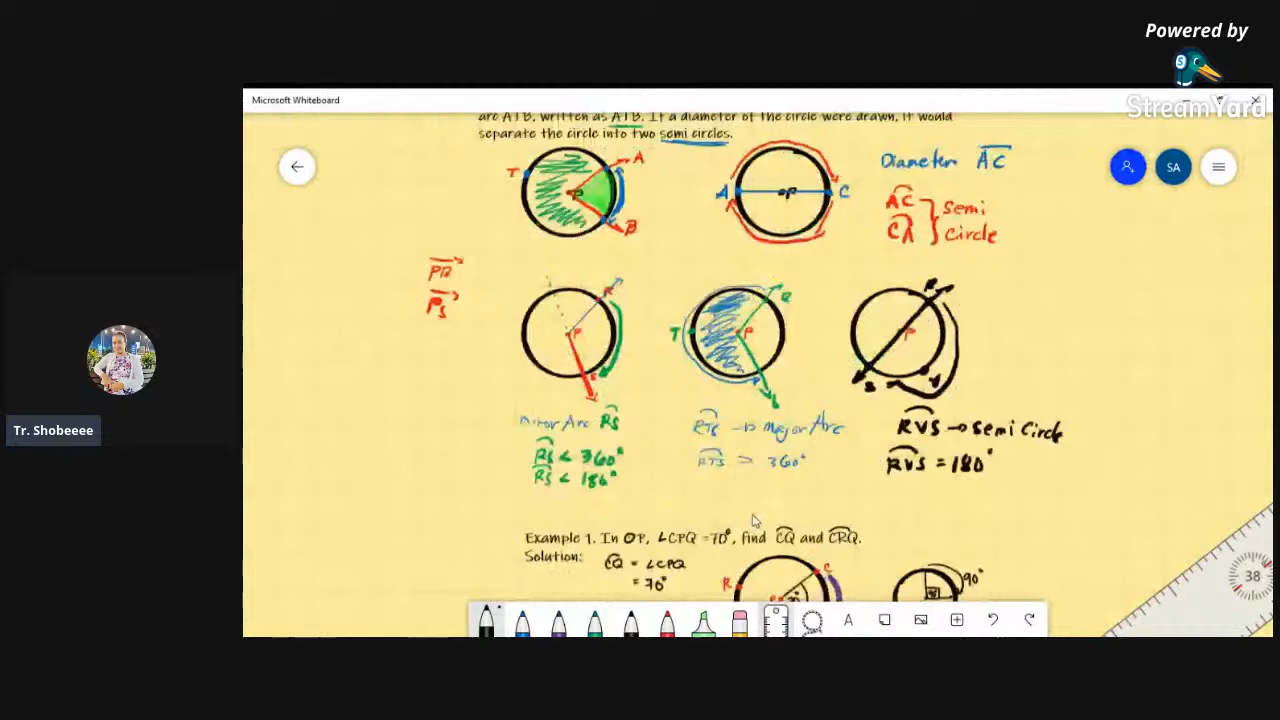 Powered by
StreamYard
Microsoft Whiteboard
arc ATB, written as ATB. If a diameter of the circle were drawn, it would
separate the circle into two semi circles.
T A B
A P C
Diameter AC
AC
CA
Semi
Circle
SA
PR
PS
R P S
T Q P
R P S V
minor Arc RS
RS < 360°
RS < 180°
RTS → Major Arc
RTS > 360°
RVS → Semi Circle
RVS = 180°
Example 1. In ⊙P, ∠CPQ = 70°, find CQ and CRQ.
Solution:
CQ = ∠CPQ
= 70°
R C
90°
38
A
Tr. Shobeeee